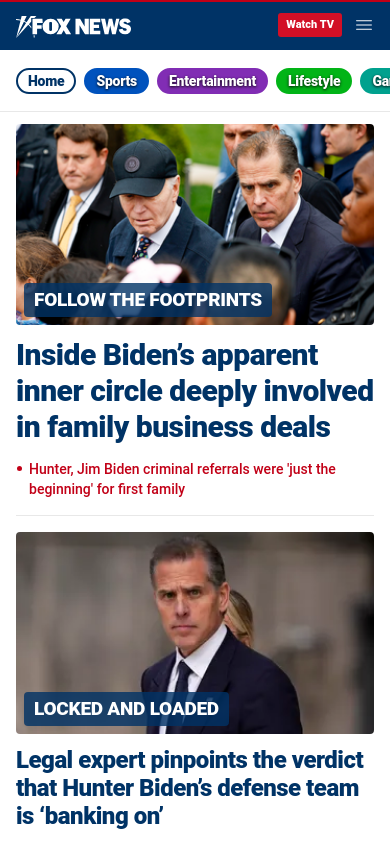 FOX NEWS
Watch TV
Home
Sports
Entertainment
Lifestyle
FOLLOW THE FOOTPRINTS
Inside Biden’s apparent
inner circle deeply involved
in family business deals
Hunter, Jim Biden criminal referrals were 'just the
beginning' for first family
LOCKED AND LOADED
Legal expert pinpoints the verdict
that Hunter Biden’s defense team
is ‘banking on’